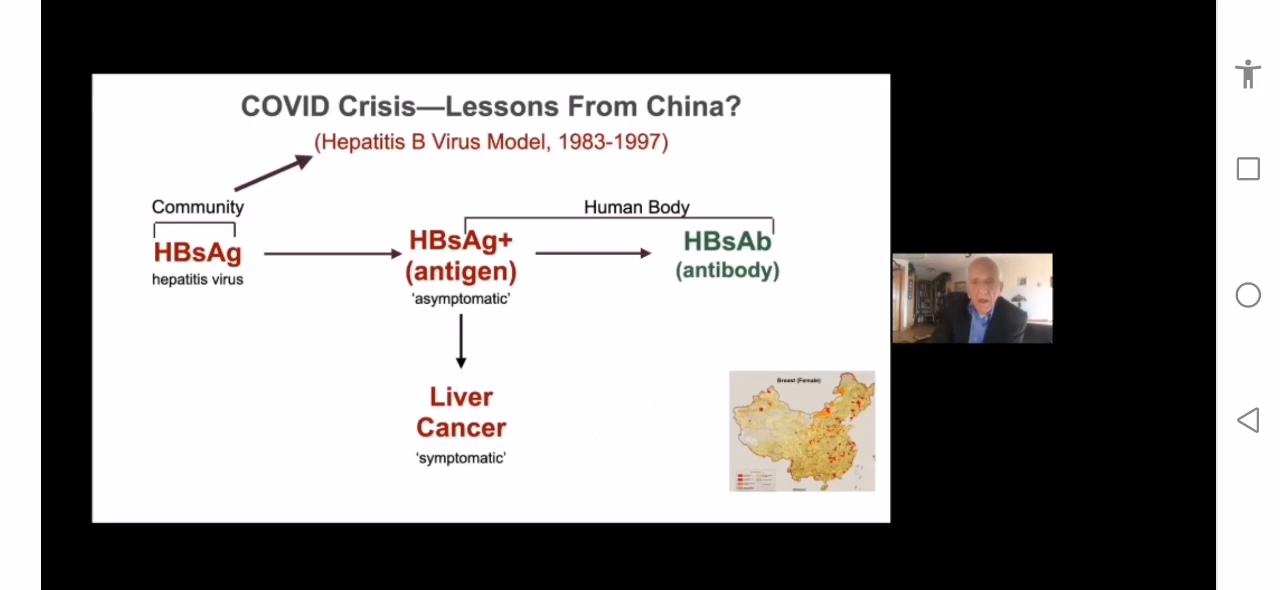 COVID Crisis—Lessons From China?
(Hepatitis B Virus Model, 1983-1997)
Community
Human Body
HBsAg
hepatitis virus
HBsAg+
(antigen)
'asymptomatic'
HBsAb
(antibody)
Liver
Cancer
'symptomatic'
Breast (Female)